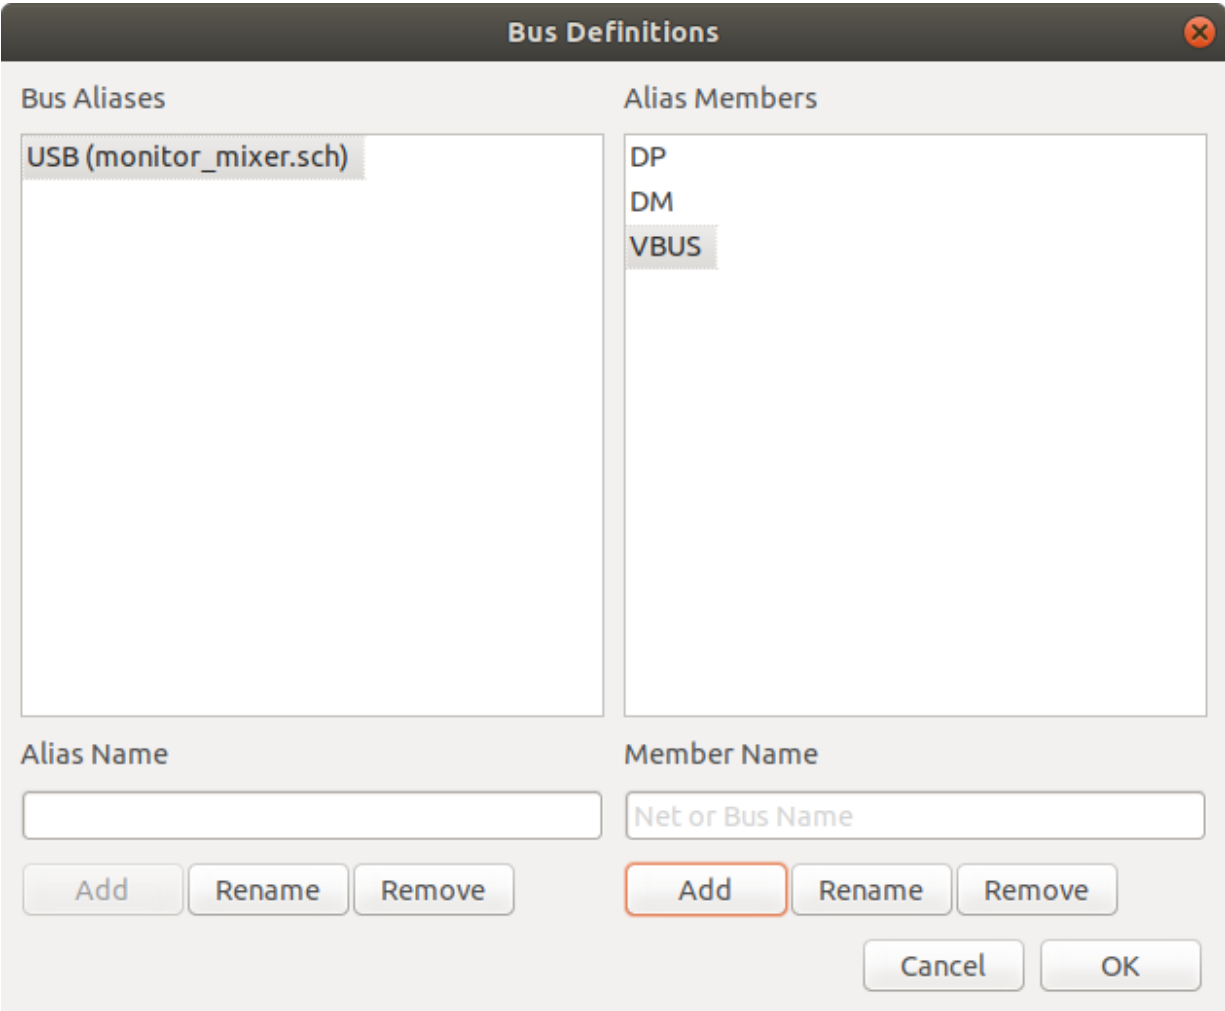 Bus Definitions
Bus Aliases
Alias Members
USB (monitor_mixer.sch)
DP
DM
VBUS
Alias Name
Member Name
Net or Bus Name
Add Rename Remove
Add Rename Remove
Cancel OK